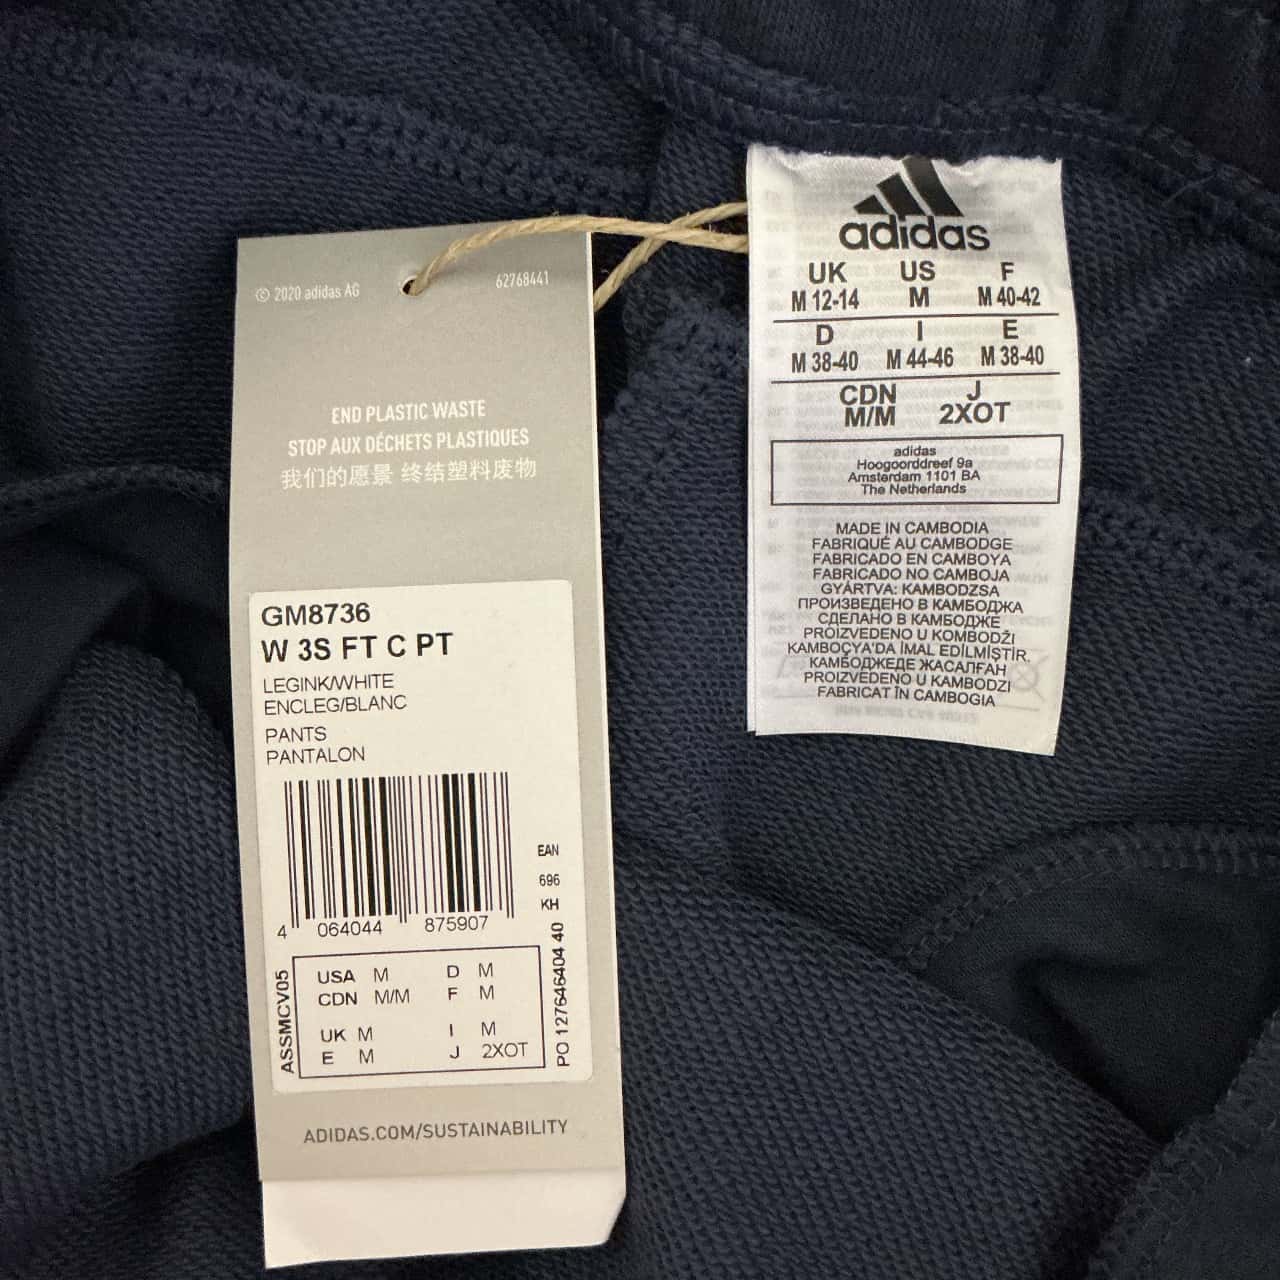 © 2020 adidas AG
62768441
END PLASTIC WASTE
STOP AUX DÉCHETS PLASTIQUES
我们的愿景 终结塑料废物
GM8736
W 3S FT C PT
LEGINK/WHITE
ENCLEG/BLANC
PANTS
PANTALON
EAN
696
KH
4 064044 875907
ASSMCV05
USA M D M
CDN M/M F M
UK M I M
E M J 2XOT
PO 127646404 40
ADIDAS.COM/SUSTAINABILITY
adidas
UK US F
M 12-14 M M 40-42
D I E
M 38-40 M 44-46 M 38-40
CDN J
M/M 2XOT
adidas
Hoogoorddreef 9a
Amsterdam 1101 BA
The Netherlands
MADE IN CAMBODIA
FABRIQUÉ AU CAMBODGE
FABRICADO EN CAMBOYA
FABRICADO NO CAMBOJA
GYÁRTVA: KAMBODZSA
ПРОИЗВЕДЕНО В КАМБОДЖА
СДЕЛАНО В КАМБОДЖЕ
PROIZVEDENO U KOMBODŽI
KAMBOÇYA'DA İMAL EDİLMİŞTİR.
КАМБОДЖЕДЕ ЖАСАЛҒАН
PROIZVEDENO U KAMBODZI
FABRICAT ÎN CAMBOGIA